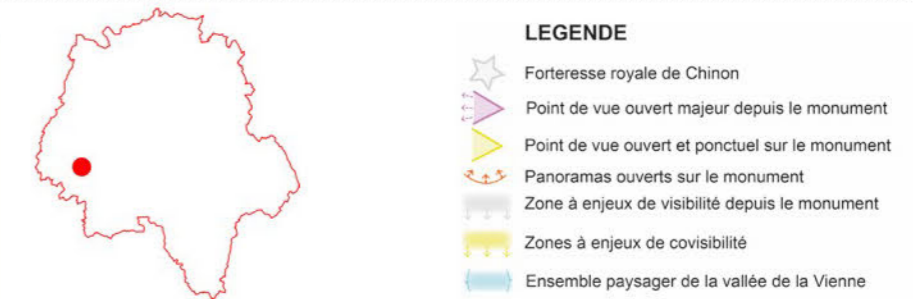 LEGENDE
Forteresse royale de Chinon
Point de vue ouvert majeur depuis le monument
Point de vue ouvert et ponctuel sur le monument
Panoramas ouverts sur le monument
Zone à enjeux de visibilité depuis le monument
Zones à enjeux de covisibilité
Ensemble paysager de la vallée de la Vienne